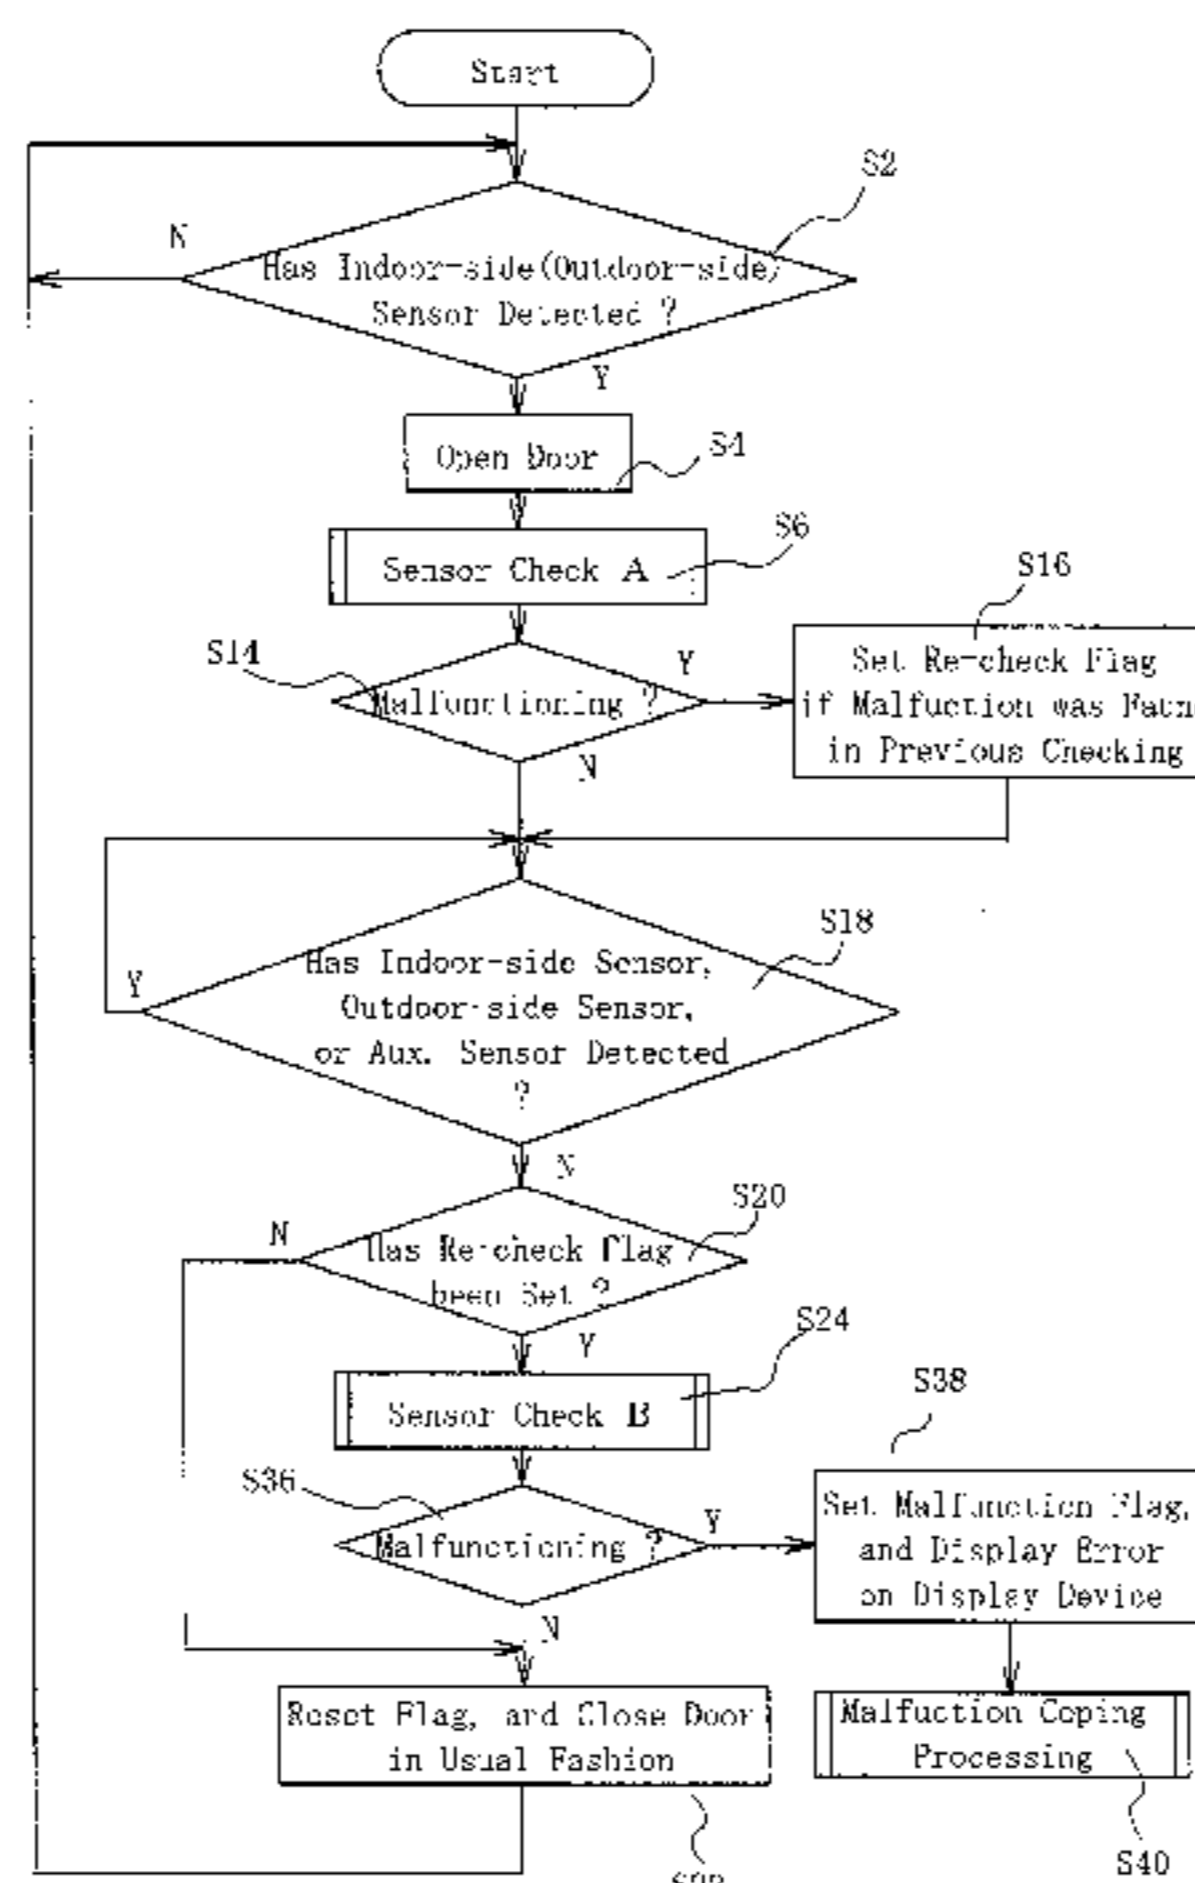 Start
S2
N
Has Indoor-side(Outdoor-side)
Sensor Detected ?
Y
Open Door
S4
Sensor Check A
S6
S14
Malfunctioning ?
Y
N
S16
Set Re-check Flag
if Malfuction was
in Previous Checking
S18
Has Indoor-side Sensor,
Outdoor-side Sensor,
or Aux. Sensor Detected
?
Y
N
S20
Has Re-check flag
been Set ?
N
Y
S24
Sensor Check B
S36
Malfunctioning ?
Y
N
S38
Set Malfunction Flag,
and Display Error
on Display Device
Reset Flag, and Close Door
in Usual Fashion
Malfuction Coping
Processing
S40